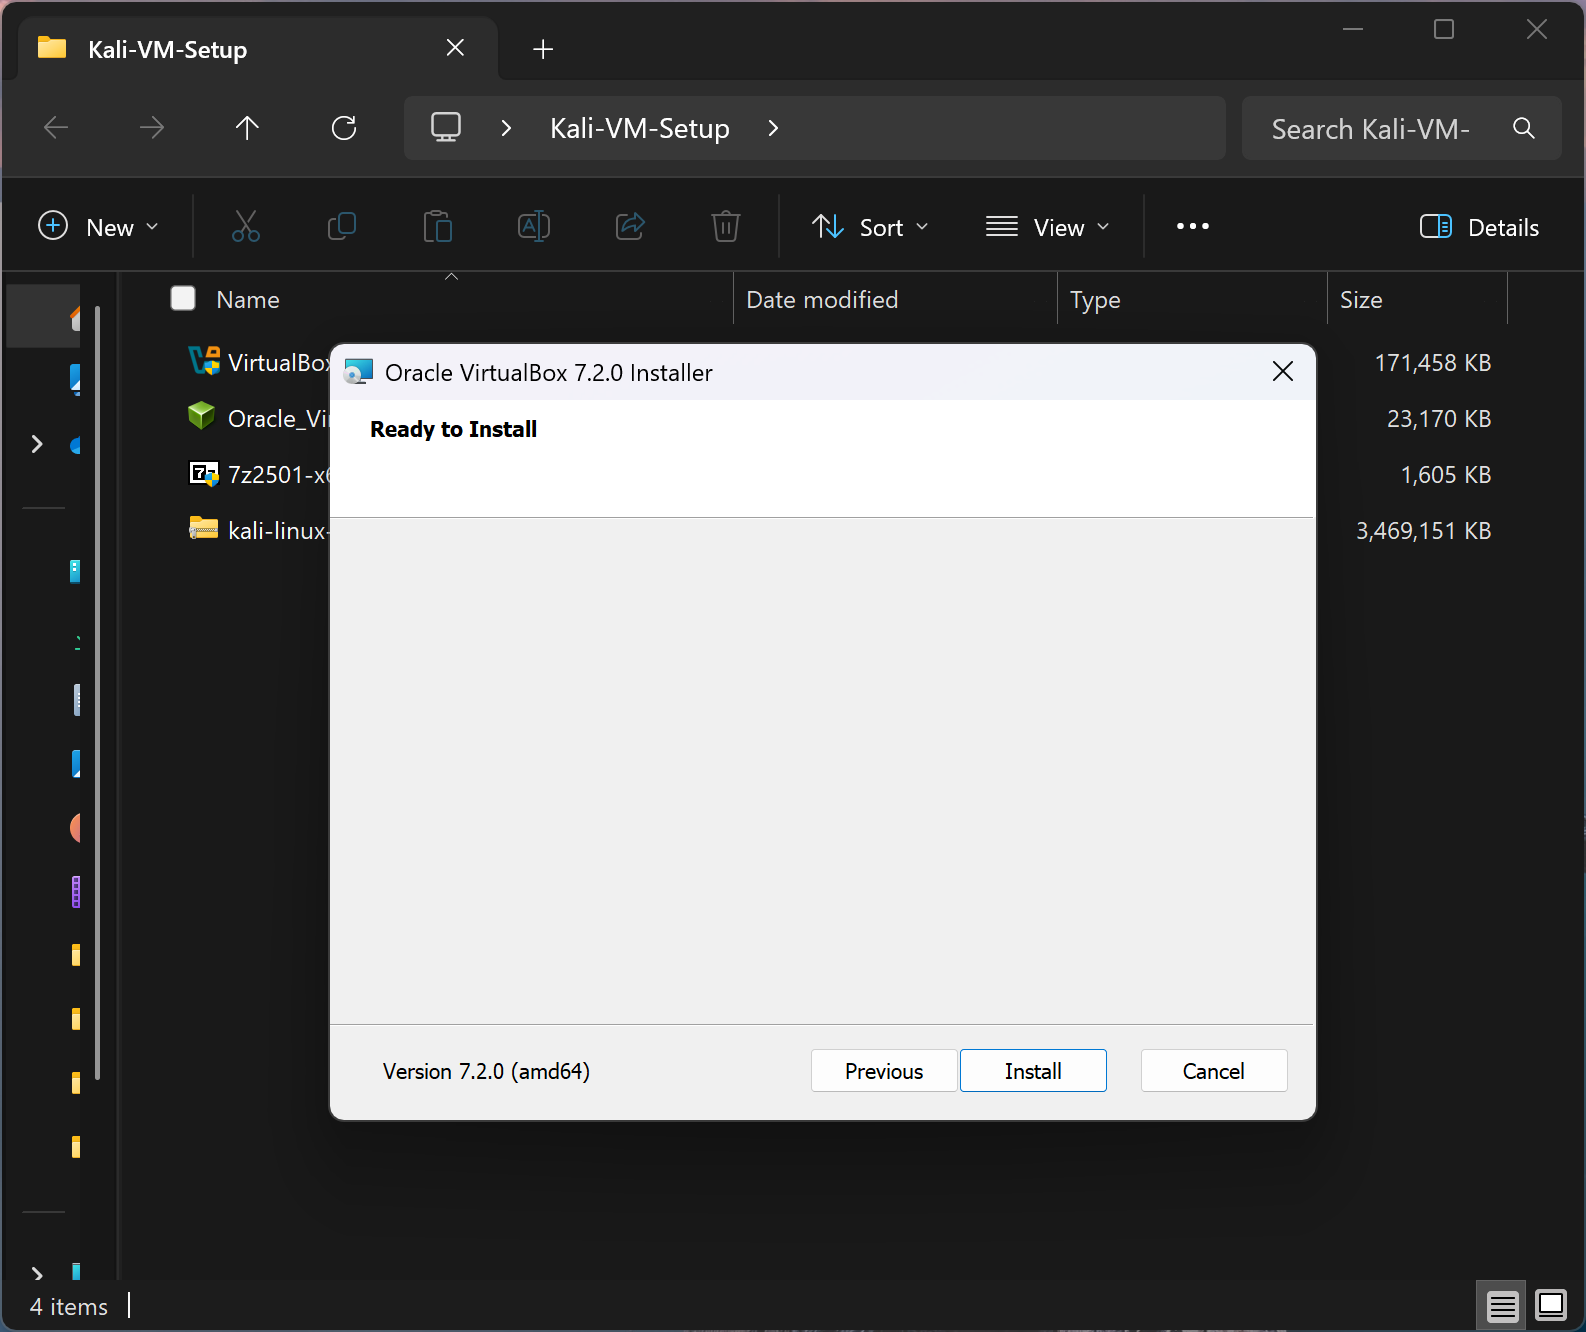 Kali-VM-Setup
Kali-VM-Setup
Search Kali-VM-
New
Sort
View
Details
Name
Date modified
Type
Size
VirtualBox
171,458 KB
Oracle_Vi
23,170 KB
7z2501-x6
1,605 KB
kali-linux-
3,469,151 KB
Oracle VirtualBox 7.2.0 Installer
Ready to Install
Version 7.2.0 (amd64)
Previous
Install
Cancel
4 items